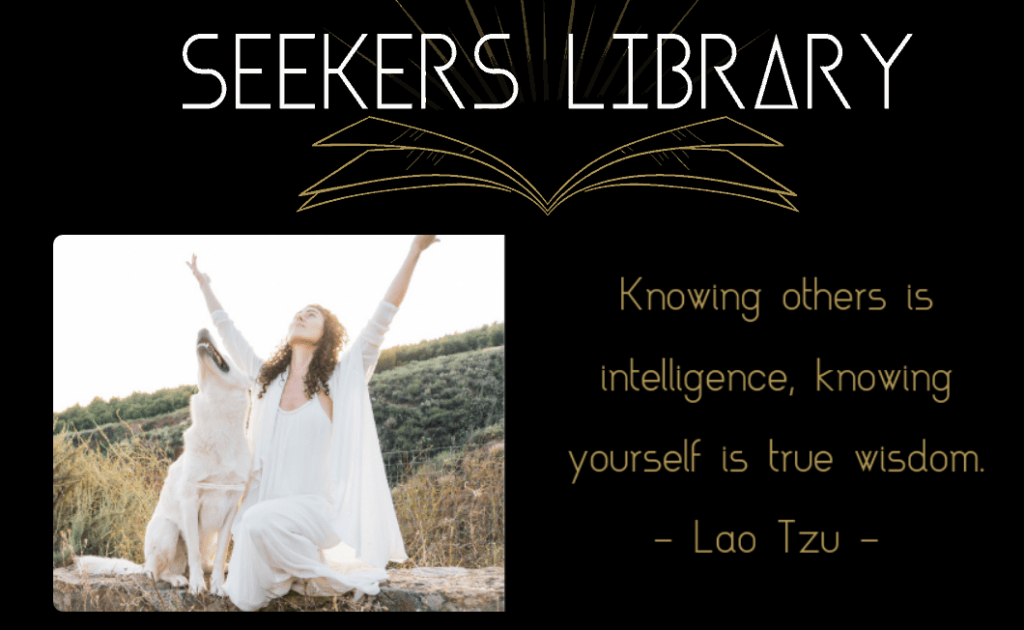 SEEKERS LIBRARY
Knowing others is
intelligence, knowing
yourself is true wisdom.
- Lao Tzu -